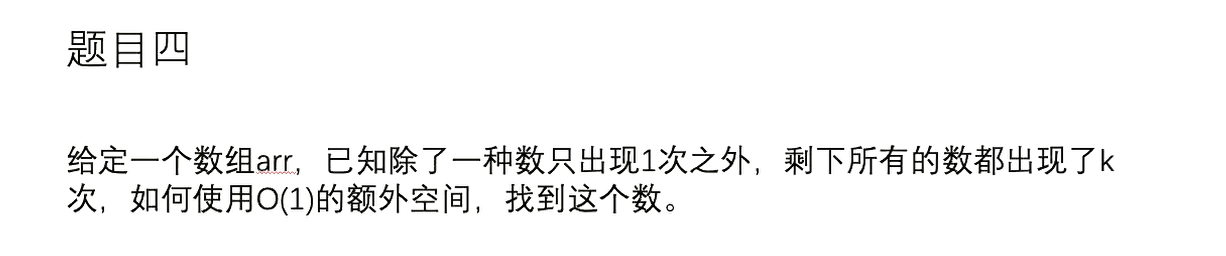 题目四
给定一个数组arr，已知除了一种数只出现1次之外，剩下所有的数都出现了k
次，如何使用O(1)的额外空间，找到这个数。